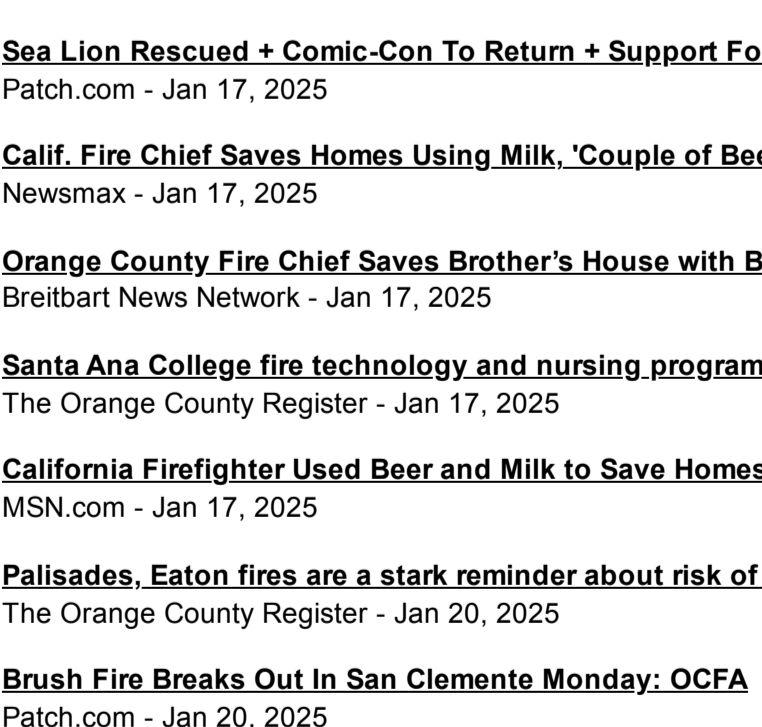 Sea Lion Rescued + Comic-Con To Return + Support Fo
Patch.com - Jan 17, 2025
Calif. Fire Chief Saves Homes Using Milk, 'Couple of Bee
Newsmax - Jan 17, 2025
Orange County Fire Chief Saves Brother’s House with B
Breitbart News Network - Jan 17, 2025
Santa Ana College fire technology and nursing program
The Orange County Register - Jan 17, 2025
California Firefighter Used Beer and Milk to Save Homes
MSN.com - Jan 17, 2025
Palisades, Eaton fires are a stark reminder about risk of
The Orange County Register - Jan 20, 2025
Brush Fire Breaks Out In San Clemente Monday: OCFA
Patch.com - Jan 20, 2025